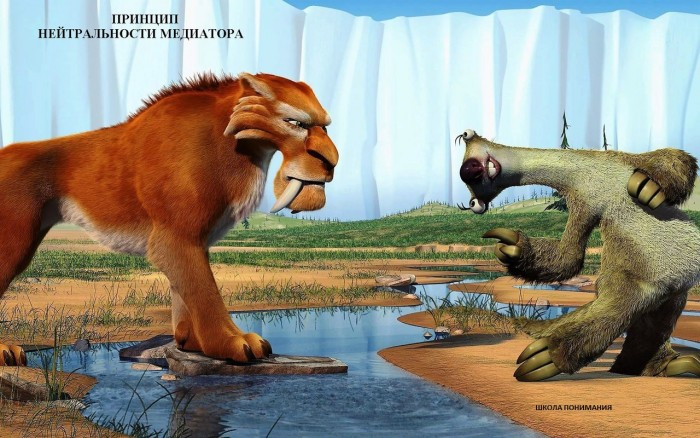 ПРИНЦИП
НЕЙТРАЛЬНОСТИ МЕДИАТОРА
ШКОЛА ПОНИМАНИЯ